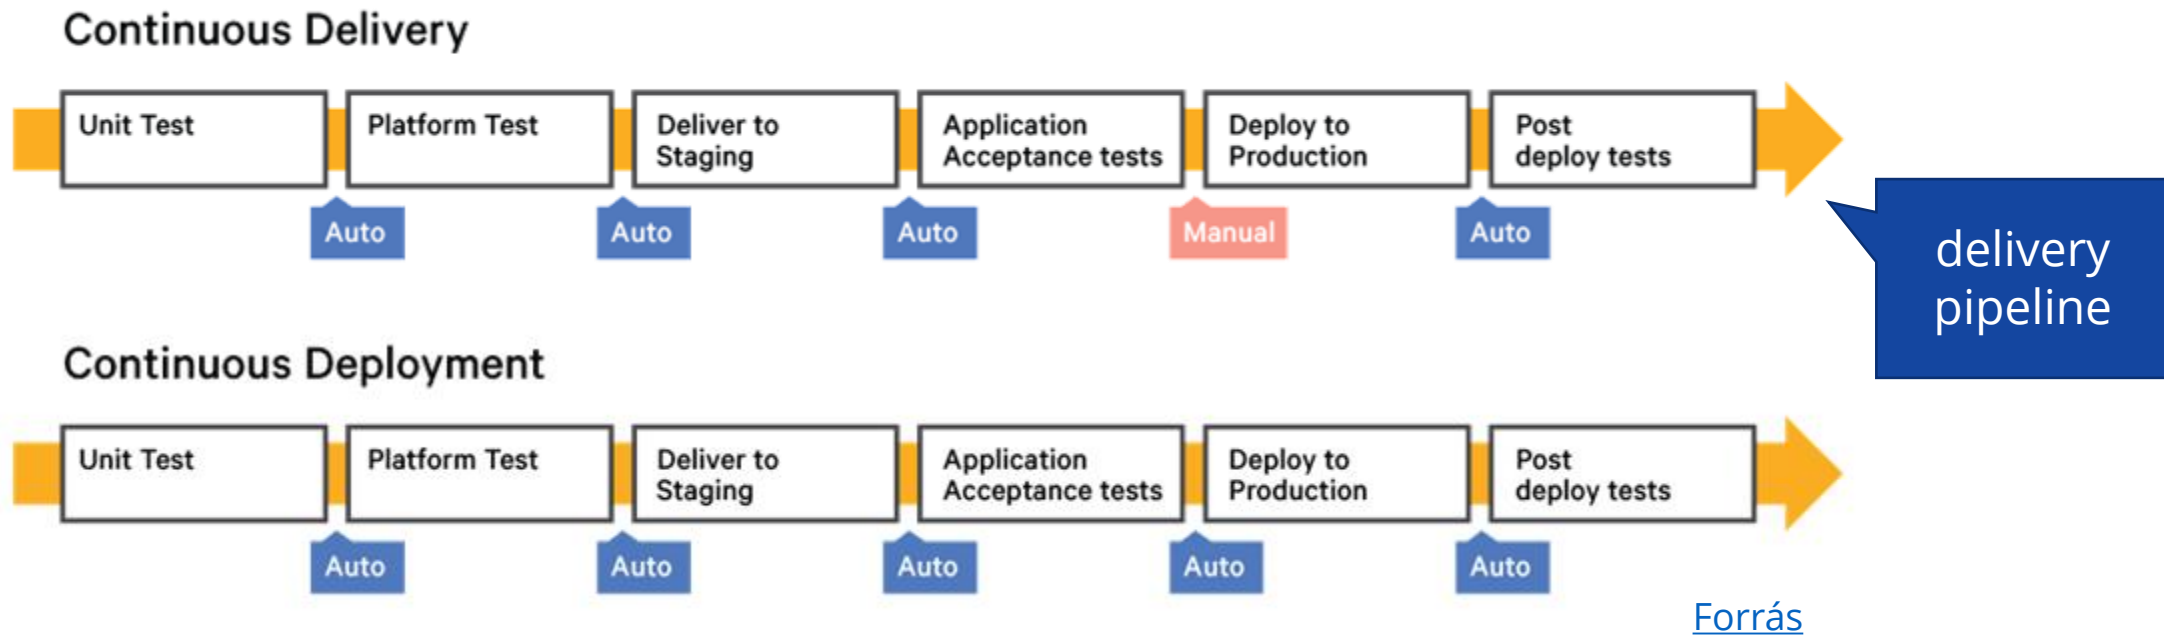 Continuous Delivery
Unit Test
Platform Test
Deliver to
Staging
Application
Acceptance tests
Deploy to
Production
Post
deploy tests
Auto
Auto
Auto
Manual
Auto
delivery
pipeline
Continuous Deployment
Unit Test
Platform Test
Deliver to
Staging
Application
Acceptance tests
Deploy to
Production
Post
deploy tests
Auto
Auto
Auto
Auto
Auto
Forrás